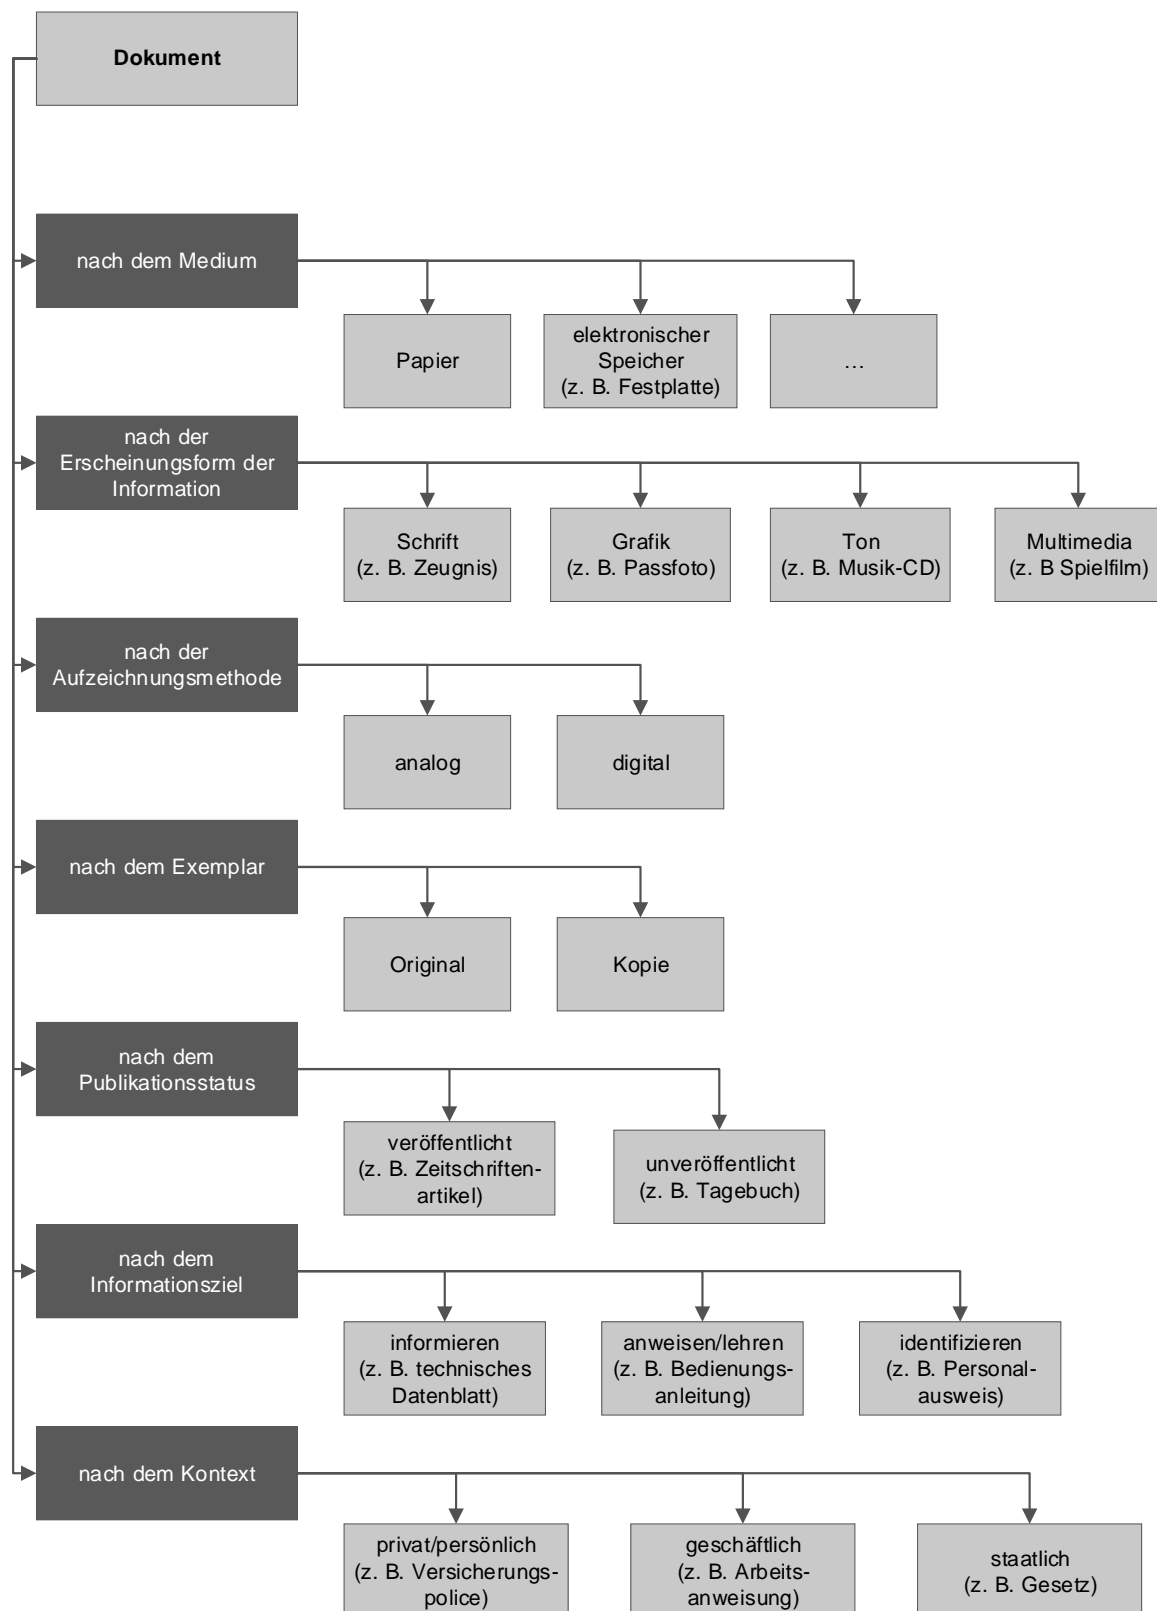 Dokument
nach dem Medium
Papier
elektronischer
Speicher
(z. B. Festplatte)
...
nach der
Erscheinungsform der
Information
Schrift
(z. B. Zeugnis)
Grafik
(z. B. Passfoto)
Ton
(z. B. Musik-CD)
Multimedia
(z. B Spielfilm)
nach der
Aufzeichnungsmethode
analog
digital
nach dem Exemplar
Original
Kopie
nach dem
Publikationsstatus
veröffentlicht
(z. B. Zeitschriften-
artikel)
unveröffentlicht
(z. B. Tagebuch)
nach dem
Informationsziel
informieren
(z. B. technisches
Datenblatt)
anweisen/lehren
(z. B. Bedienungs-
anleitung)
identifizieren
(z. B. Personal-
ausweis)
nach dem Kontext
privat/persönlich
(z. B. Versicherungs-
police)
geschäftlich
(z. B. Arbeits-
anweisung)
staatlich
(z. B. Gesetz)